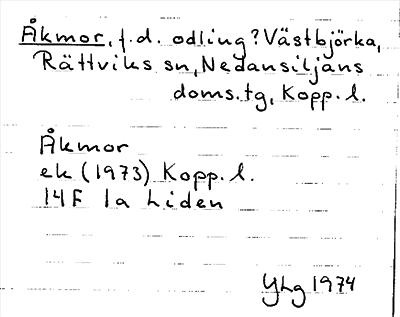 Åkmor, f.d. odling? Västbjörka,
Rättviks sn, Nedansiljans
doms.tg, Kopp. l.
Åkmor
ek (1973) Kopp. l.
14F 1a Liden
YLg 1974